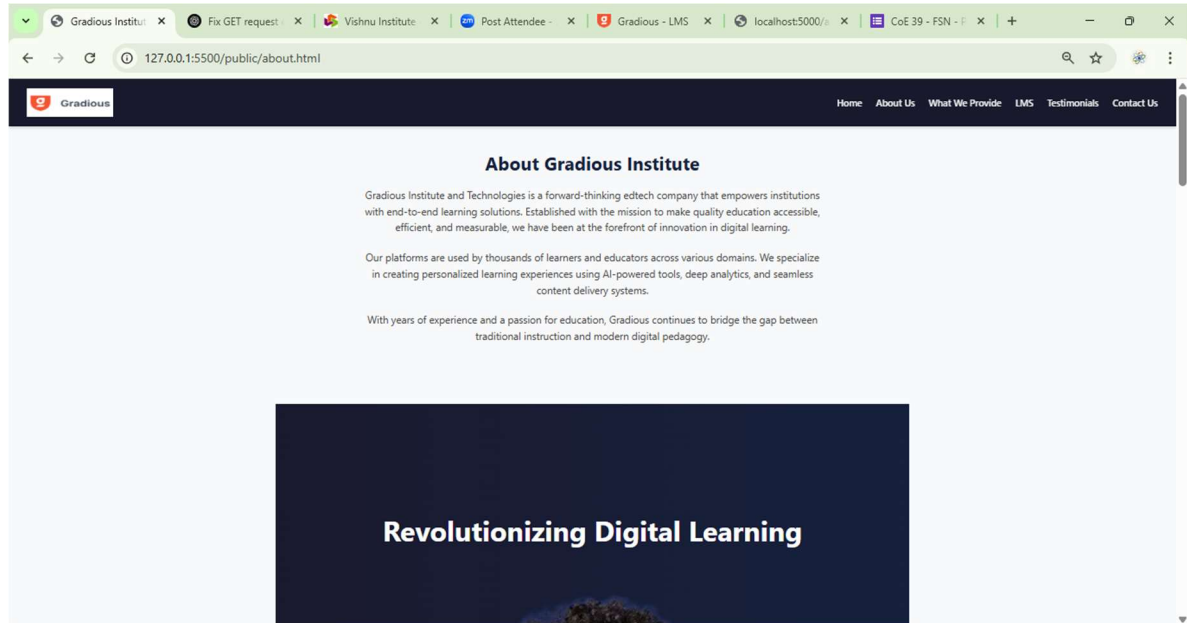 Gradious Institut
Fix GET request
Vishnu Institute
zm Post Attendee -
Gradious - LMS
localhost:5000/a
CoE 39 - FSN - F
127.0.0.1:5500/public/about.html
Gradious
Home About Us What We Provide LMS Testimonials Contact Us
About Gradious Institute
Gradious Institute and Technologies is a forward-thinking edtech company that empowers institutions
with end-to-end learning solutions. Established with the mission to make quality education accessible,
efficient, and measurable, we have been at the forefront of innovation in digital learning.
Our platforms are used by thousands of learners and educators across various domains. We specialize
in creating personalized learning experiences using AI-powered tools, deep analytics, and seamless
content delivery systems.
With years of experience and a passion for education, Gradious continues to bridge the gap between
traditional instruction and modern digital pedagogy.
Revolutionizing Digital Learning